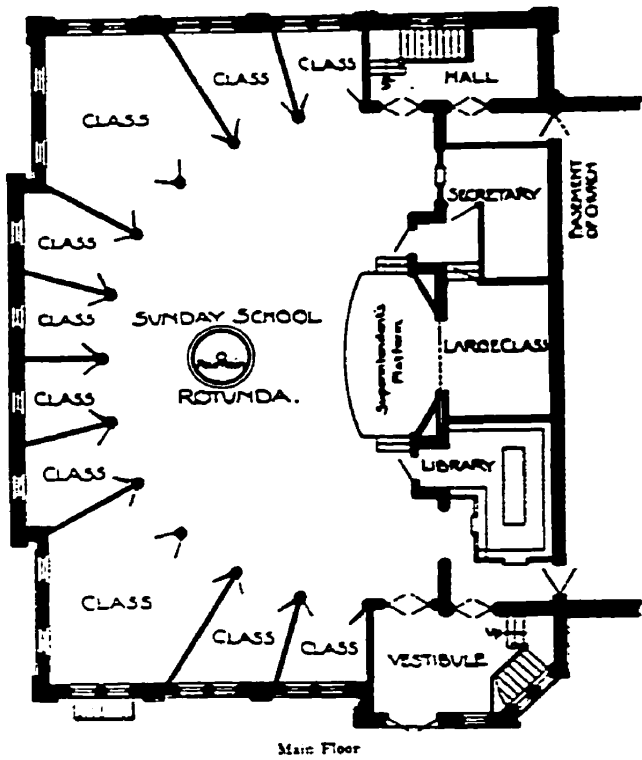 CLASS
CLASS
CLASS
HALL
UP
SECRETARY
BASEMENT
OF CHURCH
CLASS
CLASS
CLASS
CLASS
SUNDAY SCHOOL
ROTUNDA.
Superintendent's
Platform
LARGE CLASS
LIBRARY
CLASS
CLASS
CLASS
VESTIBULE
UP
Main Floor